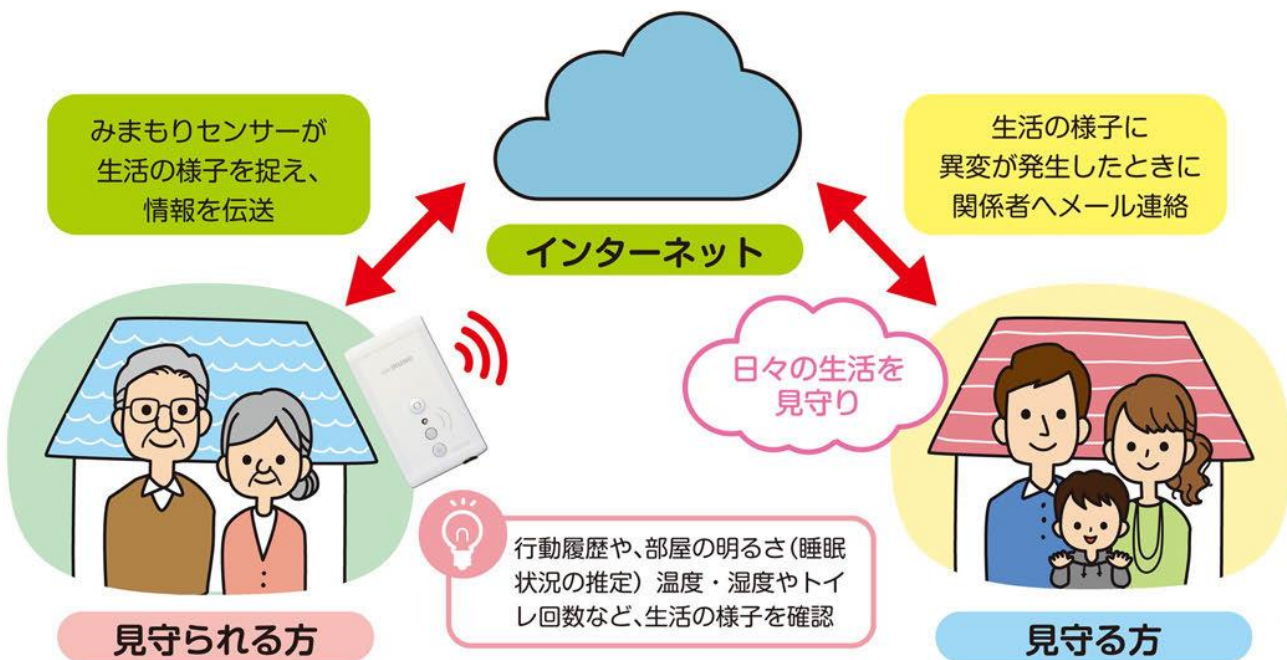 みまもりセンサーが
生活の様子を捉え、
情報を伝送
インターネット
生活の様子に
異変が発生したときに
関係者へメール連絡
日々の生活を
見守り
行動履歴や、部屋の明るさ(睡眠
状況の推定) 温度・湿度やトイ
レ回数など、生活の様子を確認
見守られる方
見守る方